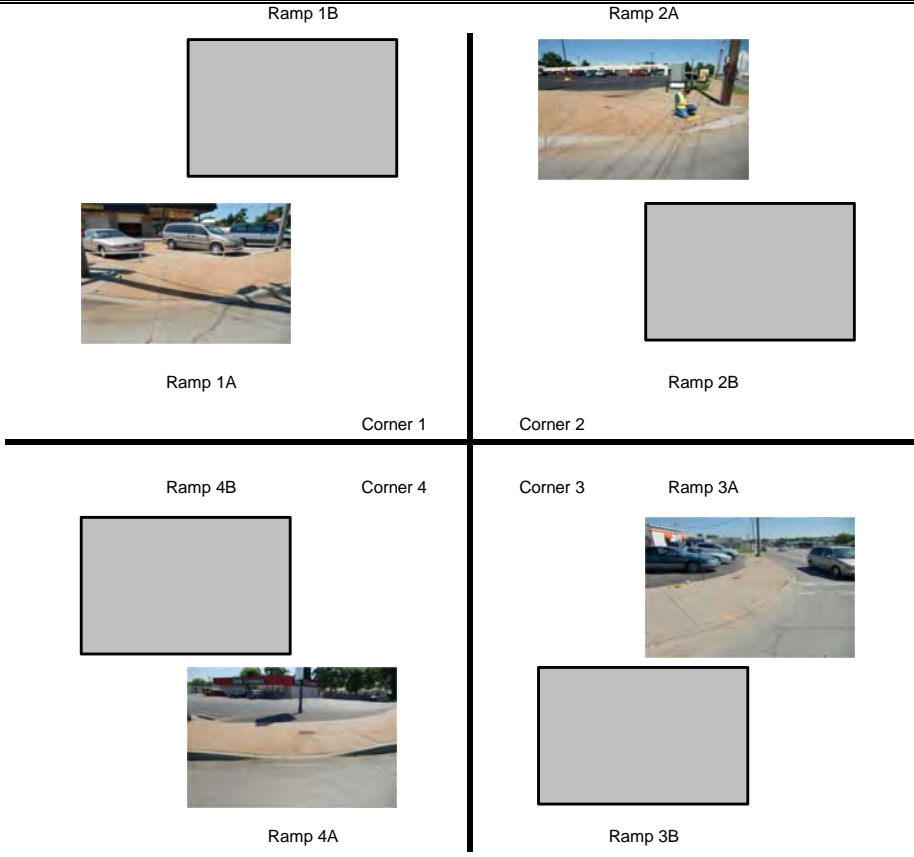 Ramp 1B Ramp 2A
Ramp 1A Ramp 2B
Corner 1 Corner 2
Ramp 4B Corner 4 Corner 3 Ramp 3A
Ramp 4A Ramp 3B